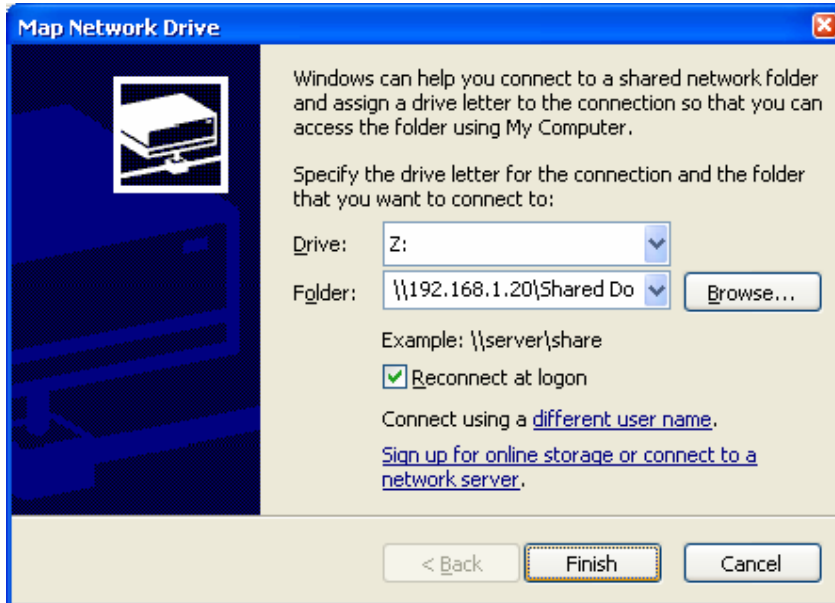 Map Network Drive
Windows can help you connect to a shared network folder
and assign a drive letter to the connection so that you can
access the folder using My Computer.
Specify the drive letter for the connection and the folder
that you want to connect to:
Drive: Z:
Folder: \\192.168.1.20\Shared Do Browse...
Example: \\server\share
Reconnect at logon
Connect using a different user name.
Sign up for online storage or connect to a
network server.
< Back Finish Cancel